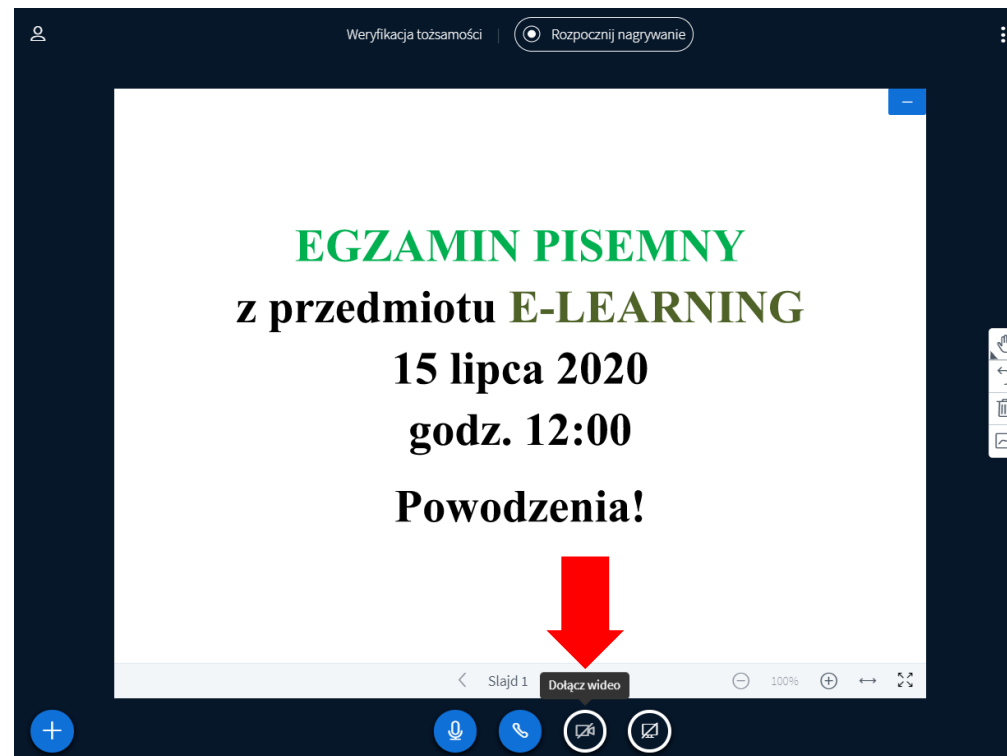 Weryfikacja tożsamości
Rozpocznij nagrywanie
EGZAMIN PISEMNY
z przedmiotu E-LEARNING
15 lipca 2020
godz. 12:00
Powodzenia!
Slajd 1
Dołącz wideo
100%